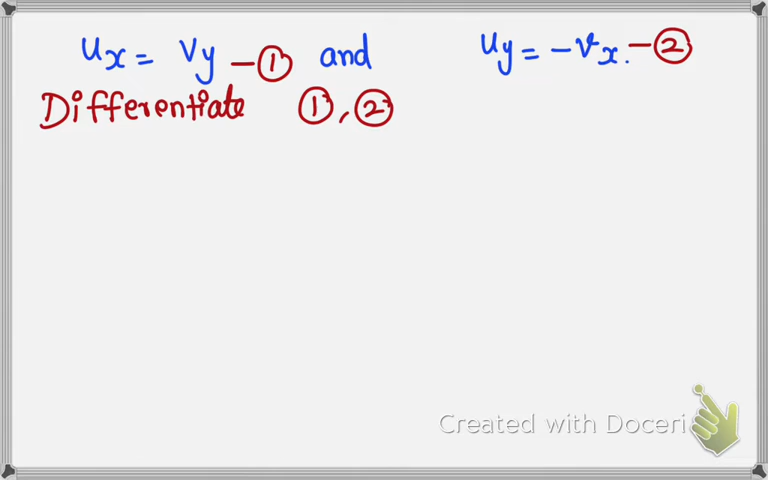 ux = vy - ① and uy = -vx. - ②
Differentiate ①, ②
Created with Doceri